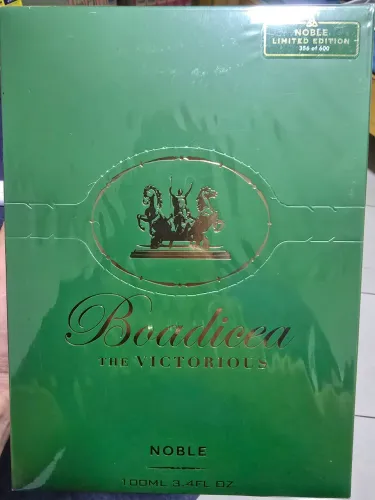 NOBLE
LIMITED EDITION
356 of 600
Boadicea
THE VICTORIOUS
NOBLE
100ML 3.4FL OZ.